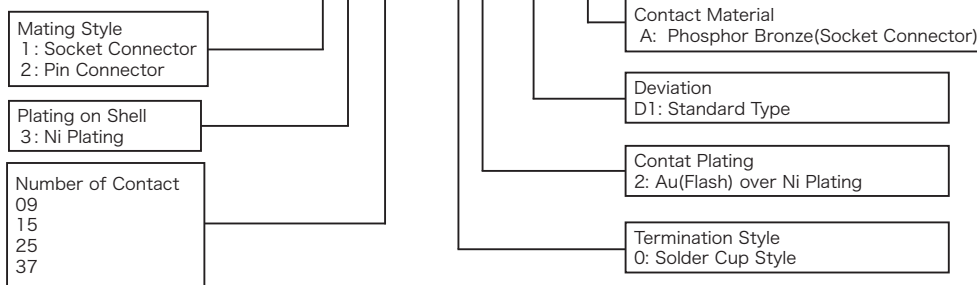 Mating Style
1: Socket Connector
2: Pin Connector
Plating on Shell
3: Ni Plating
Number of Contact
09
15
25
37
Contact Material
A: Phosphor Bronze(Socket Connector)
Deviation
D1: Standard Type
Contat Plating
2: Au(Flash) over Ni Plating
Termination Style
0: Solder Cup Style